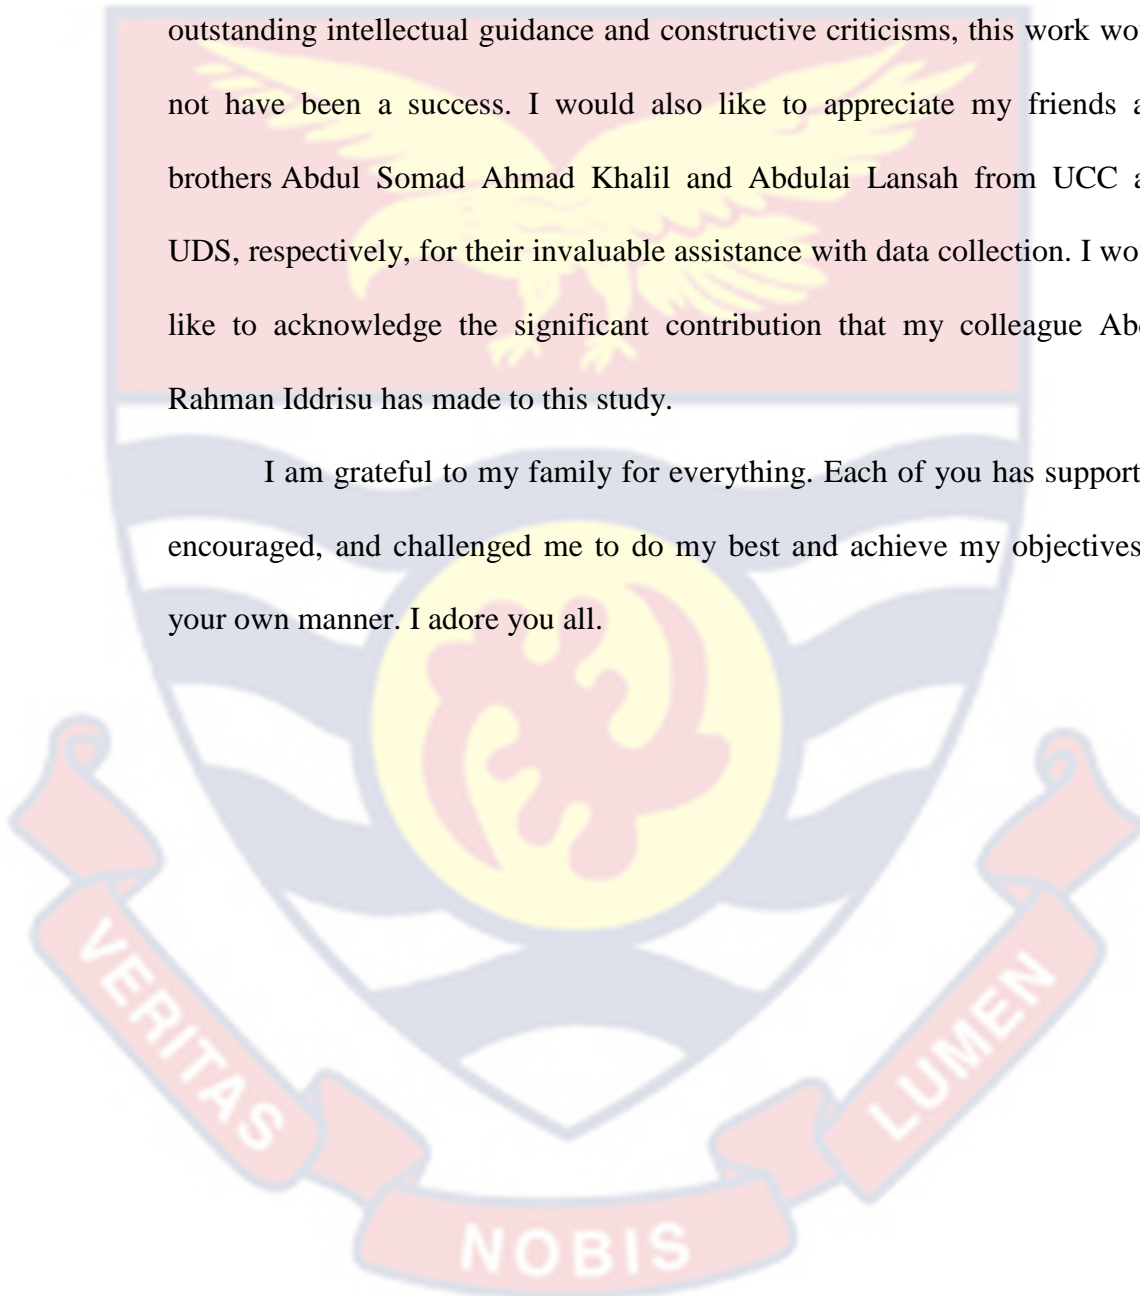 outstanding intellectual guidance and constructive criticisms, this work wo
not have been a success. I would also like to appreciate my friends a
brothers Abdul Somad Ahmad Khalil and Abdulai Lansah from UCC a
UDS, respectively, for their invaluable assistance with data collection. I wo
like to acknowledge the significant contribution that my colleague Ab
Rahman Iddrisu has made to this study.
I am grateful to my family for everything. Each of you has support
encouraged, and challenged me to do my best and achieve my objectives
your own manner. I adore you all.
VERITAS
NOBIS
LUMEN